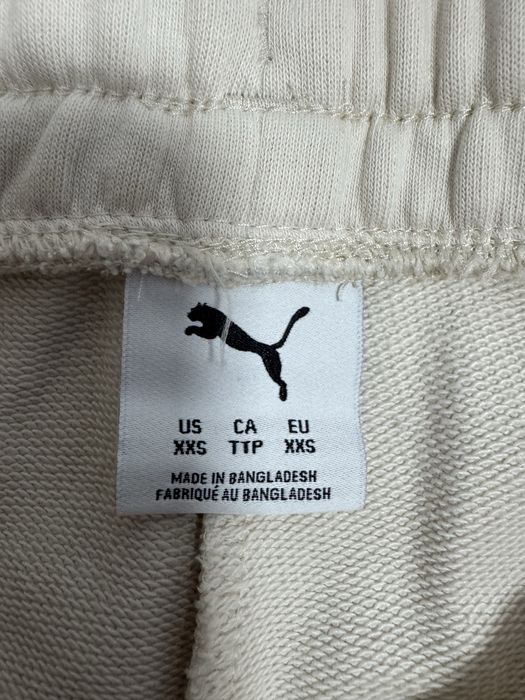 US CA EU
XXS TTP XXS
MADE IN BANGLADESH
FABRIQUÉ AU BANGLADESH